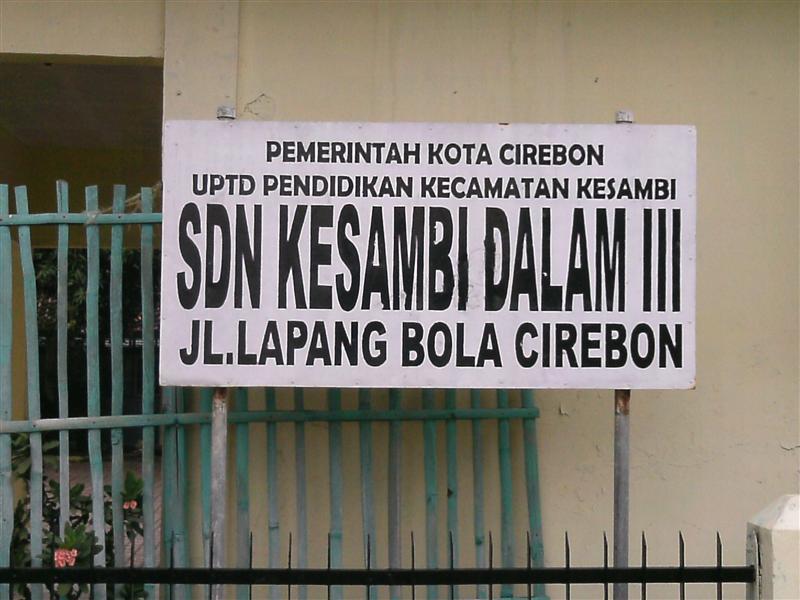 PEMERINTAH KOTA CIREBON
UPTD PENDIDIKAN KECAMATAN KESAMBI
SDN KESAMBI DALAM III
JL.LAPANG BOLA CIREBON